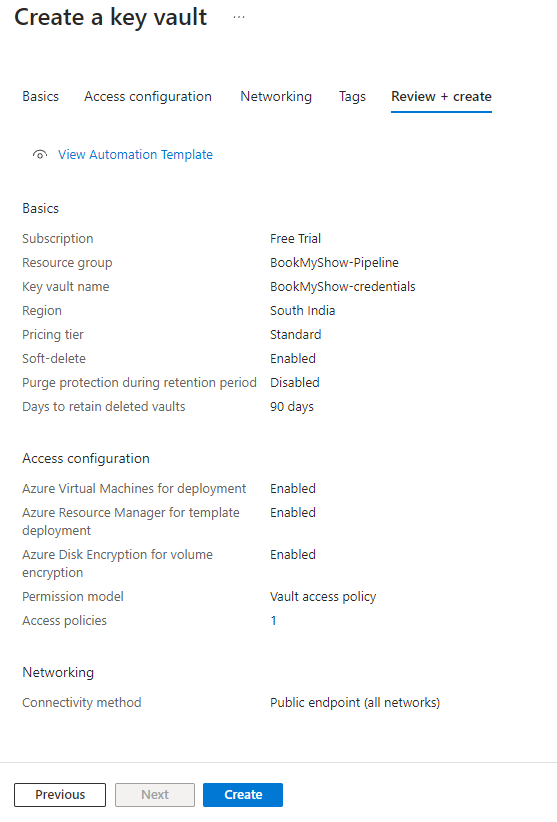 Create a key vault ...
Basics Access configuration Networking Tags Review + create
View Automation Template
Basics
Subscription Free Trial
Resource group BookMyShow-Pipeline
Key vault name BookMyShow-credentials
Region South India
Pricing tier Standard
Soft-delete Enabled
Purge protection during retention period Disabled
Days to retain deleted vaults 90 days
Access configuration
Azure Virtual Machines for deployment Enabled
Azure Resource Manager for template Enabled
deployment
Azure Disk Encryption for volume Enabled
encryption
Permission model Vault access policy
Access policies 1
Networking
Connectivity method Public endpoint (all networks)
Previous Next Create